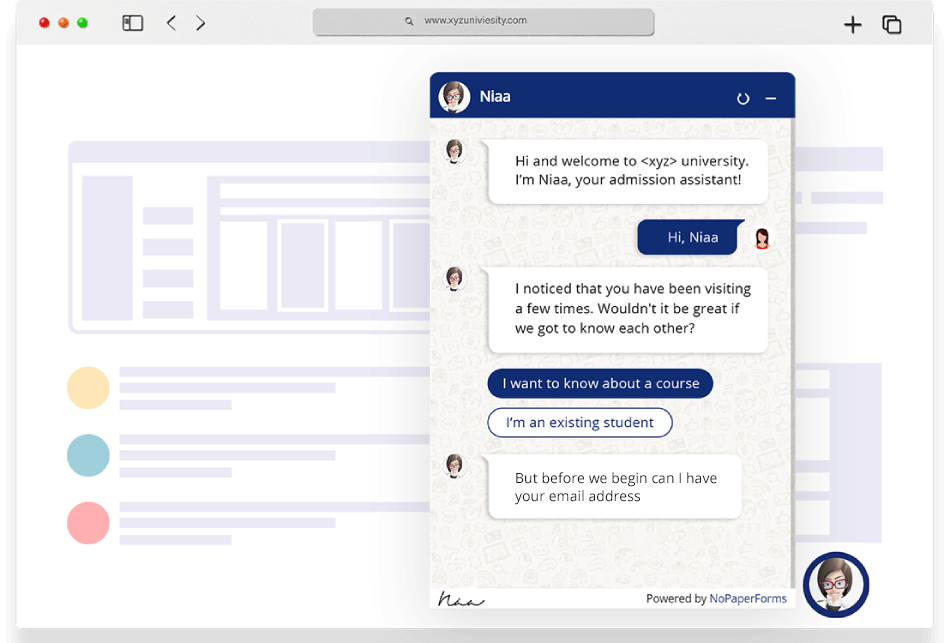 www.xyzuniviesity.com
Niaa
Hi and welcome to <xyz> university.
I'm Niaa, your admission assistant!
Hi, Niaa
I noticed that you have been visiting
a few times. Wouldn't it be great if
we got to know each other?
I want to know about a course
I'm an existing student
But before we begin can I have
your email address
Niaa
Powered by NoPaperForms